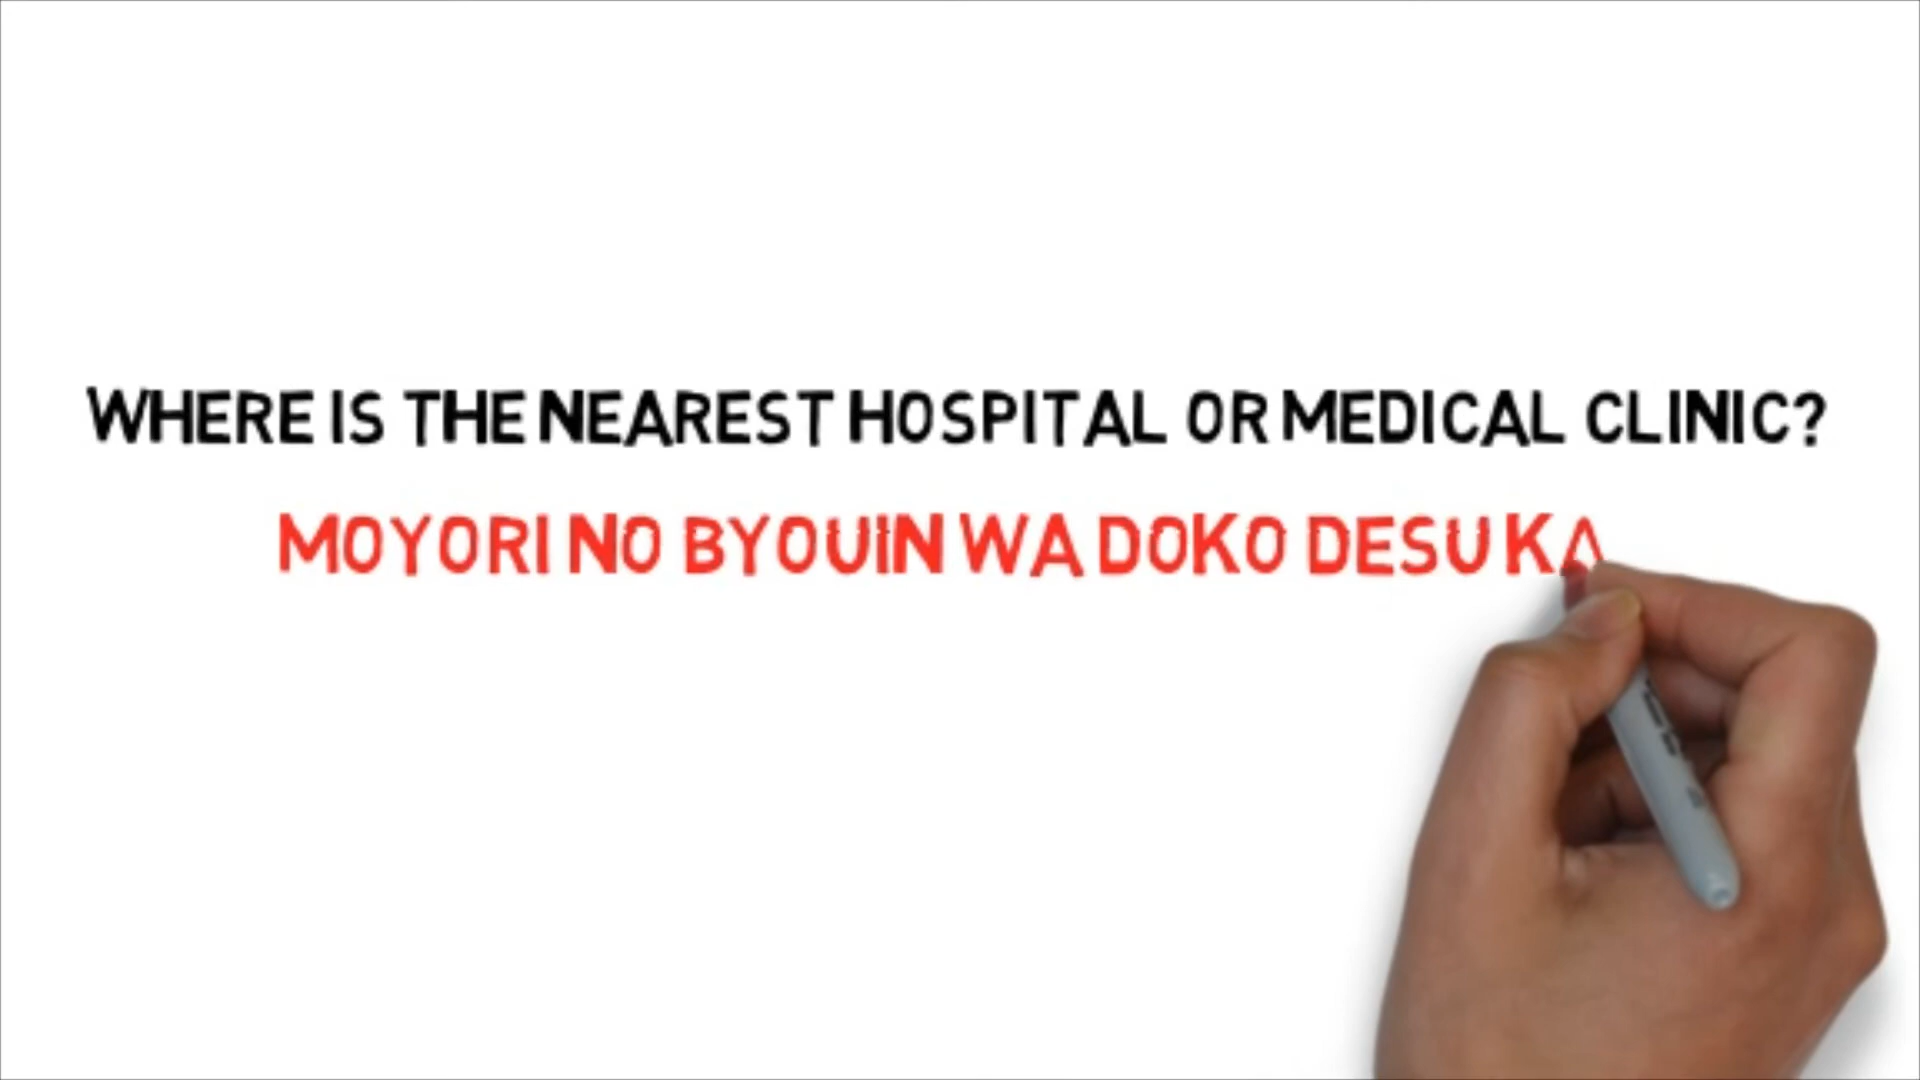 WHERE IS THE NEAREST HOSPITAL OR MEDICAL CLINIC?
MOYORI NO BYOUIN WA DOKO DESU KA